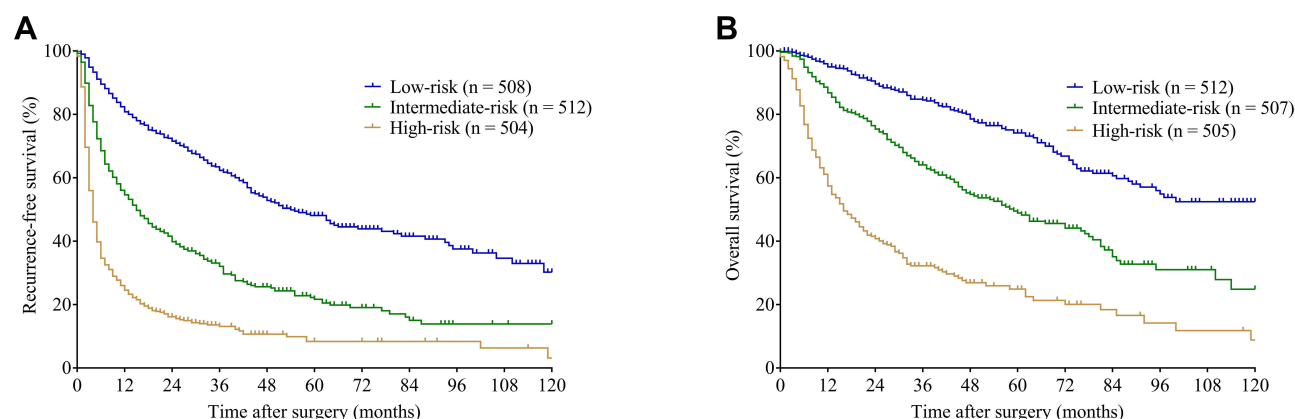 A
B
Recurrence-free survival (%)
100
80
60
40
20
0
Low-risk (n = 508)
Intermediate-risk (n = 512)
High-risk (n = 504)
0 12 24 36 48 60 72 84 96 108 120
Time after surgery (months)
Overall survival (%)
100
80
60
40
20
0
Low-risk (n = 512)
Intermediate-risk (n = 507)
High-risk (n = 505)
0 12 24 36 48 60 72 84 96 108 120
Time after surgery (months)